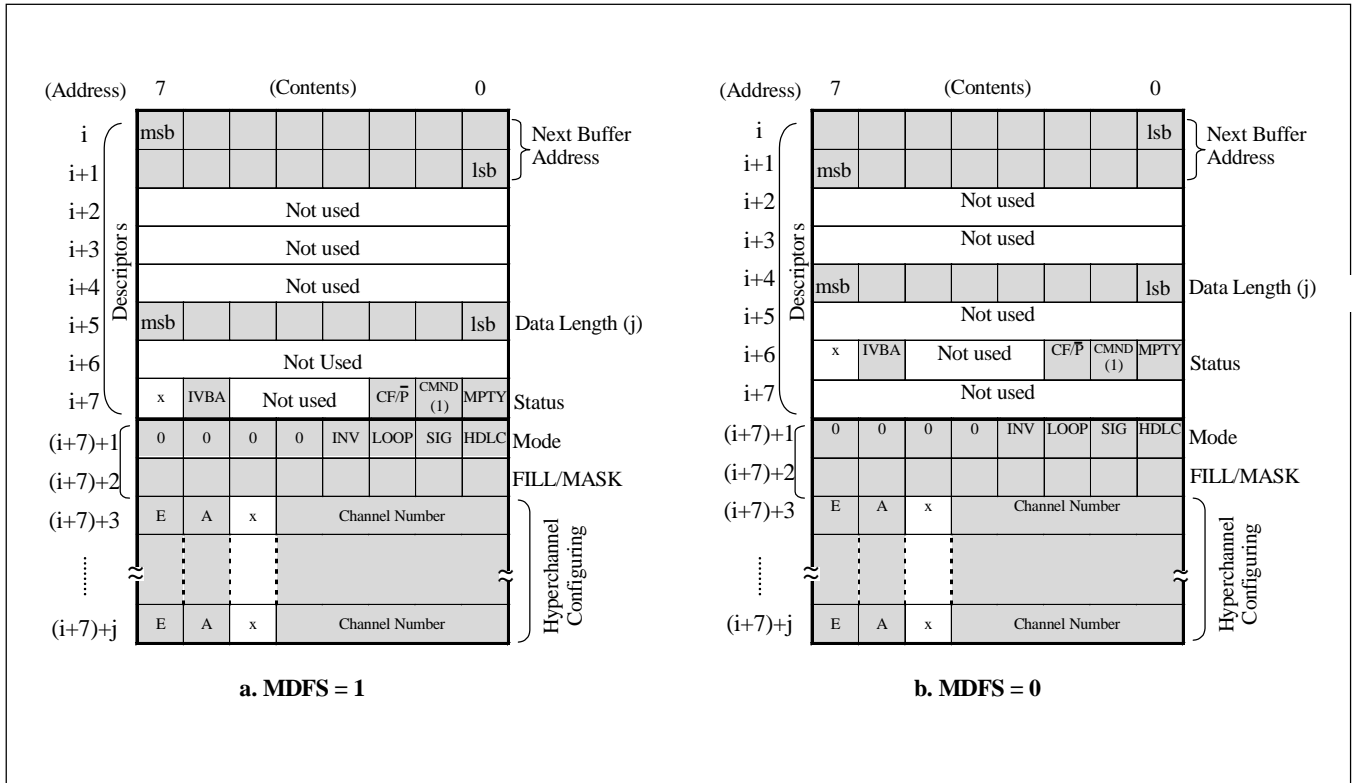 (Address) 7 (Contents) 0
i msb
i+1 lsb
Next Buffer
Address
i+2 Not used
i+3 Not used
i+4 Not used
i+5 msb lsb Data Length (j)
i+6 Not Used
i+7 x IVBA Not used CF/P̅ CMND (1) MPTY Status
Descriptors
(i+7)+1 0 0 0 0 INV LOOP SIG HDLC Mode
(i+7)+2 FILL/MASK
(i+7)+3 E A x Channel Number
≈ ≈
(i+7)+j E A x Channel Number
Hyperchannel
Configuring
a. MDFS = 1
(Address) 7 (Contents) 0
i lsb
i+1 msb
Next Buffer
Address
i+2 Not used
i+3 Not used
i+4 msb lsb Data Length (j)
i+5 Not used
i+6 x IVBA Not used CF/P̅ CMND (1) MPTY Status
i+7 Not used
Descriptors
(i+7)+1 0 0 0 0 INV LOOP SIG HDLC Mode
(i+7)+2 FILL/MASK
(i+7)+3 E A x Channel Number
≈ ≈
(i+7)+j E A x Channel Number
Hyperchannel
Configuring
b. MDFS = 0